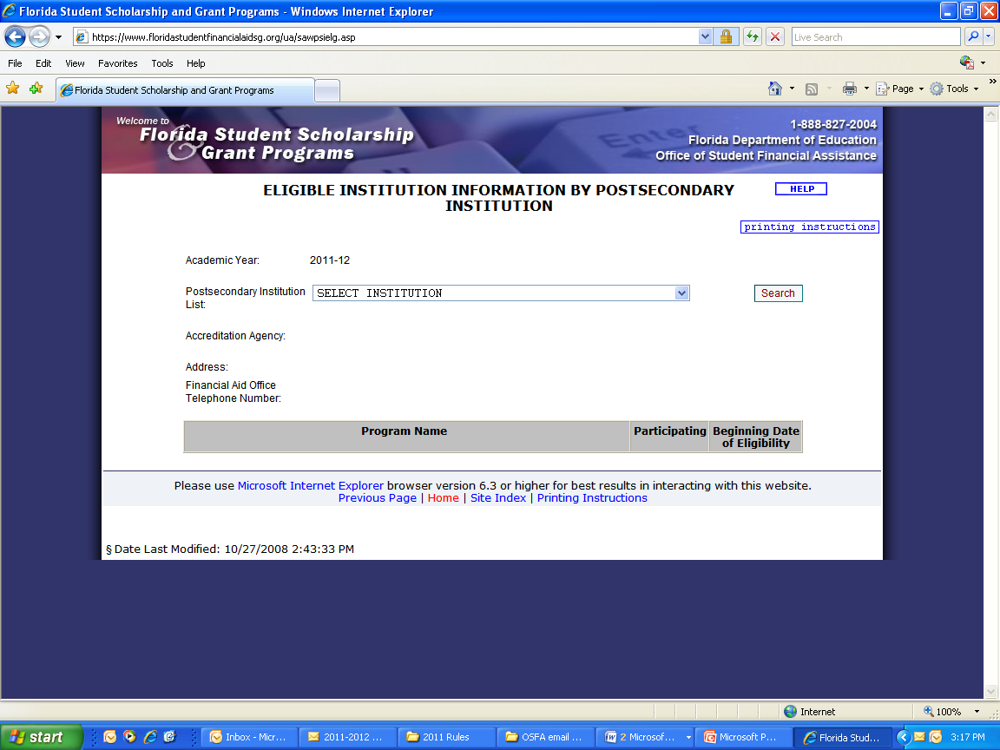 Florida Student Scholarship and Grant Programs - Windows Internet Explorer
https://www.floridastudentfinancialaidsg.org/ua/sawpsielg.asp
Live Search
File Edit View Favorites Tools Help
Florida Student Scholarship and Grant Programs
Page Tools »
Welcome to
Florida Student Scholarship
& Grant Programs
Enter
1-888-827-2004
Florida Department of Education
Office of Student Financial Assistance
ELIGIBLE INSTITUTION INFORMATION BY POSTSECONDARY
INSTITUTION
HELP
printing instructions
Academic Year: 2011-12
Postsecondary Institution
List:
SELECT INSTITUTION
Search
Accreditation Agency:
Address:
Financial Aid Office
Telephone Number:
Program Name Participating Beginning Date
of Eligibility
Please use Microsoft Internet Explorer browser version 6.3 or higher for best results in interacting with this website.
Previous Page | Home | Site Index | Printing Instructions
§ Date Last Modified: 10/27/2008 2:43:33 PM
Internet 100%
start Inbox - Micr... 2011-2012 ... 2011 Rules OSFA email ... 2 Microsof... Microsoft P... Florida Stud... 3:17 PM